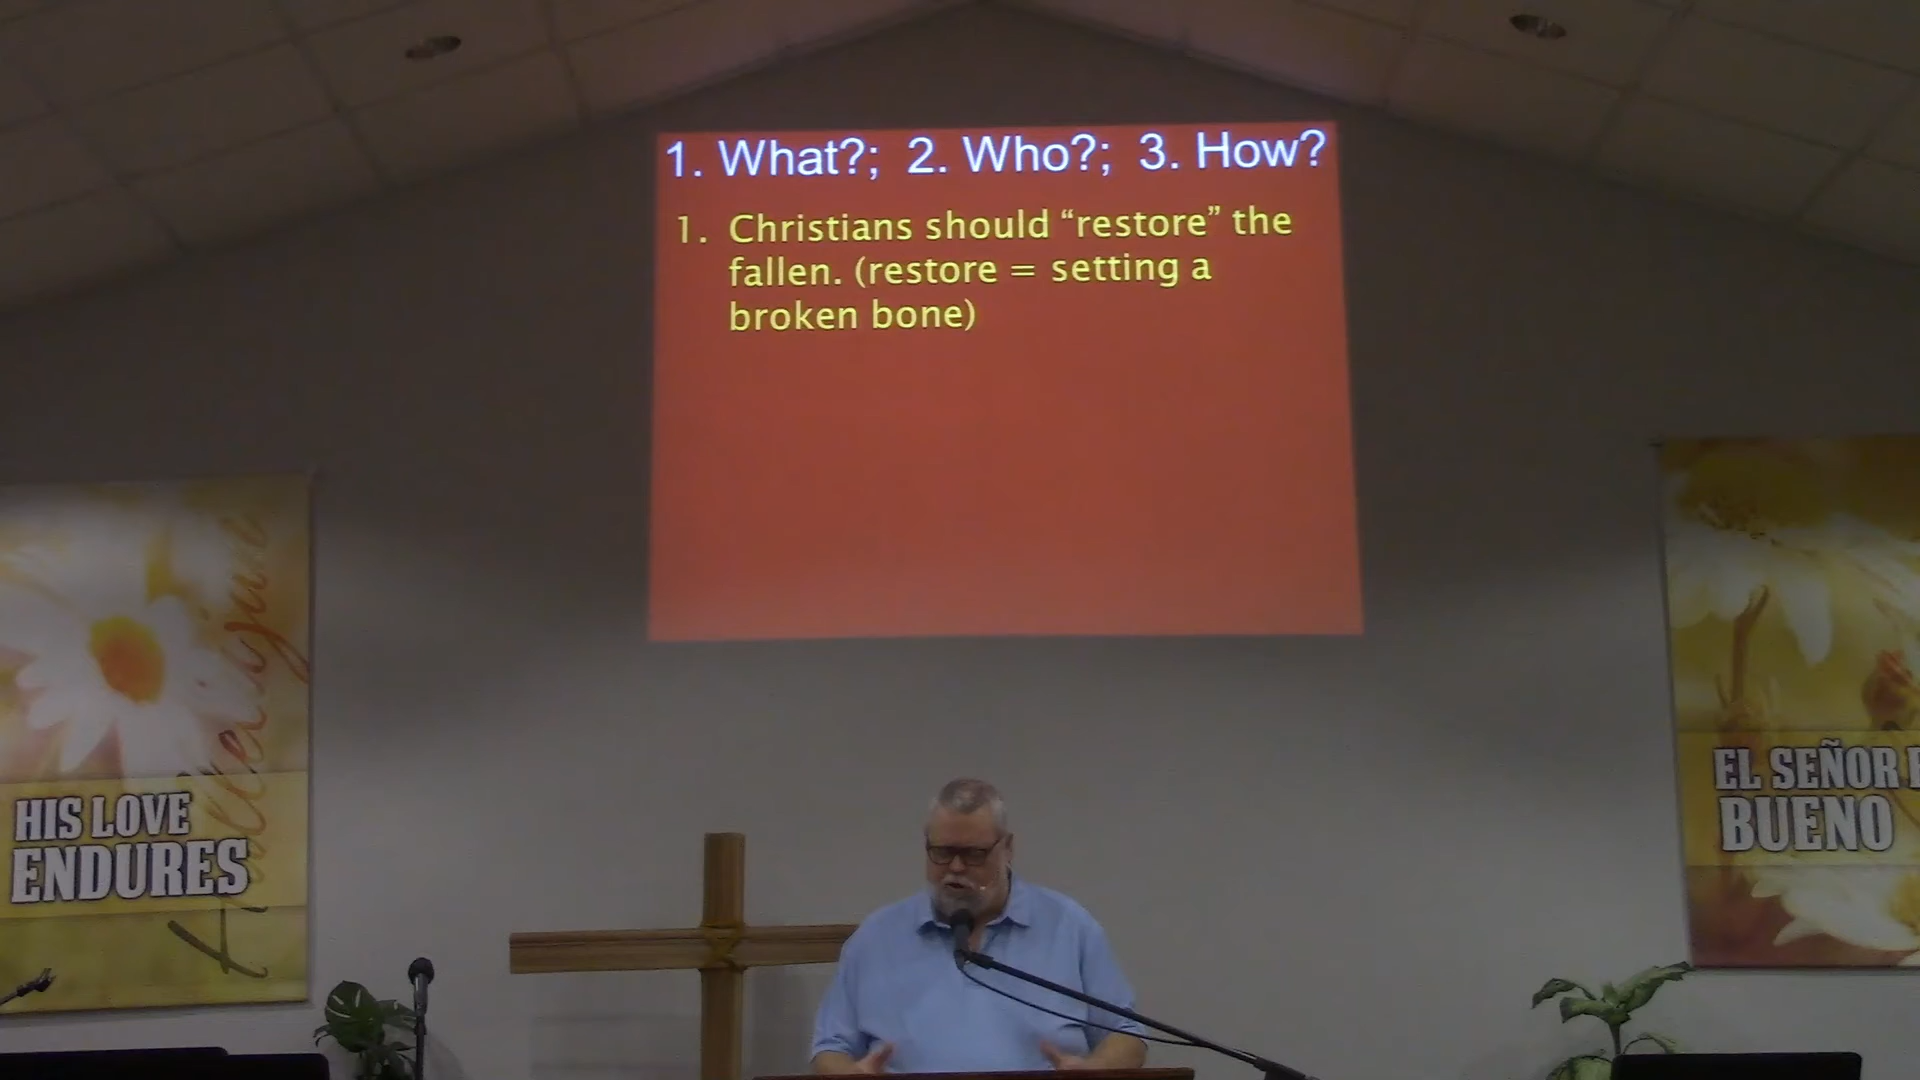 1. What?; 2. Who?; 3. How?
1. Christians should “restore” the
fallen. (restore = setting a
broken bone)
HIS LOVE
ENDURES
EL SEÑOR E
BUENO